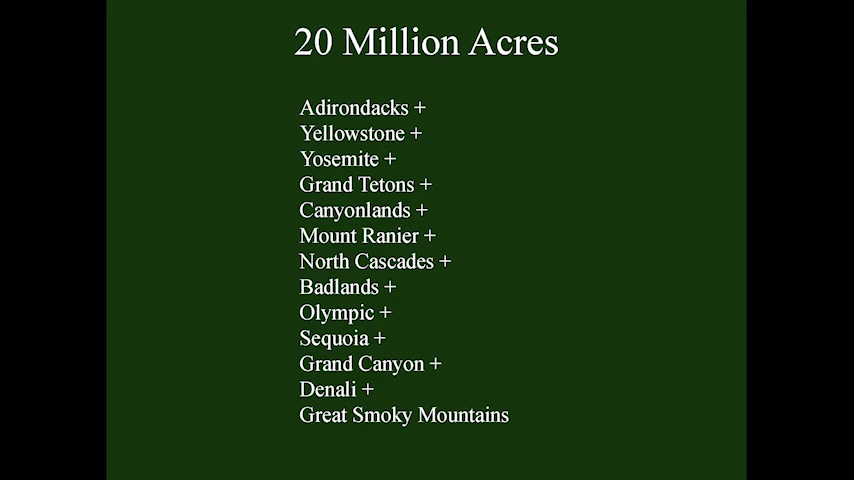 20 Million Acres
Adirondacks +
Yellowstone +
Yosemite +
Grand Tetons +
Canyonlands +
Mount Ranier +
North Cascades +
Badlands +
Olympic +
Sequoia +
Grand Canyon +
Denali +
Great Smoky Mountains